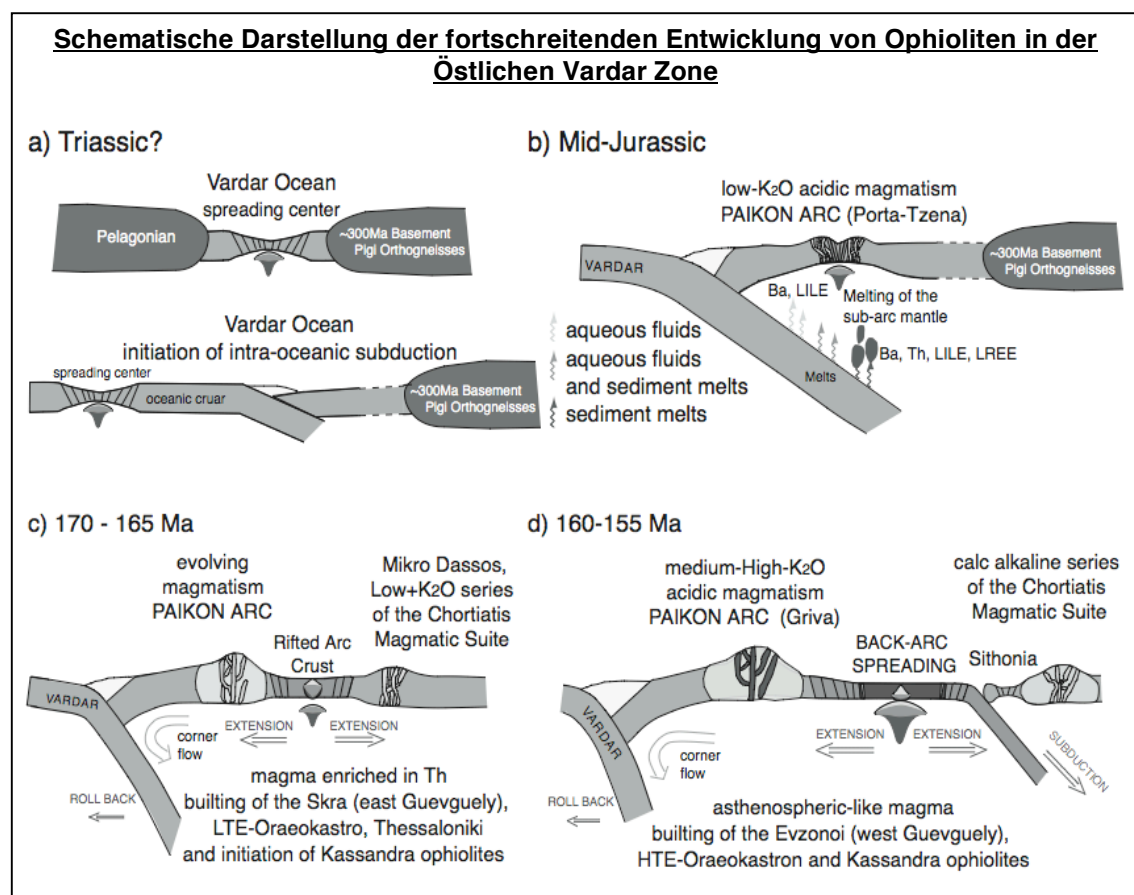 Schematische Darstellung der fortschreitenden Entwicklung von Ophioliten in der
Östlichen Vardar Zone
a) Triassic?
Vardar Ocean
spreading center
Pelagonian
~300Ma Basement
Pigi Orthogneisses
Vardar Ocean
initiation of intra-oceanic subduction
spreading center
oceanic cruar
~300Ma Basement
Pigi Orthogneisses
b) Mid-Jurassic
low-K2O acidic magmatism
PAIKON ARC (Porta-Tzena)
VARDAR
~300Ma Basement
Pigi Orthogneisses
Ba, LILE
Melting of the
sub-arc mantle
Ba, Th, LILE, LREE
Melts
aqueous fluids
aqueous fluids
and sediment melts
sediment melts
c) 170 - 165 Ma
evolving
magmatism
PAIKON ARC
Mikro Dassos,
Low+K2O series
of the Chortiatis
Magmatic Suite
Rifted Arc
Crust
VARDAR
EXTENSION
EXTENSION
corner
flow
ROLL BACK
magma enriched in Th
builting of the Skra (east Guevguely),
LTE-Oraeokastro, Thessaloniki
and initiation of Kassandra ophiolites
d) 160-155 Ma
medium-High-K2O
acidic magmatism
PAIKON ARC (Griva)
calc alkaline series
of the Chortiatis
Magmatic Suite
BACK-ARC
SPREADING
Sithonia
VARDAR
EXTENSION
EXTENSION
SUBDUCTION
corner
flow
ROLL BACK
asthenospheric-like magma
builting of the Evzonoi (west Guevguely),
HTE-Oraeokastron and Kassandra ophiolites